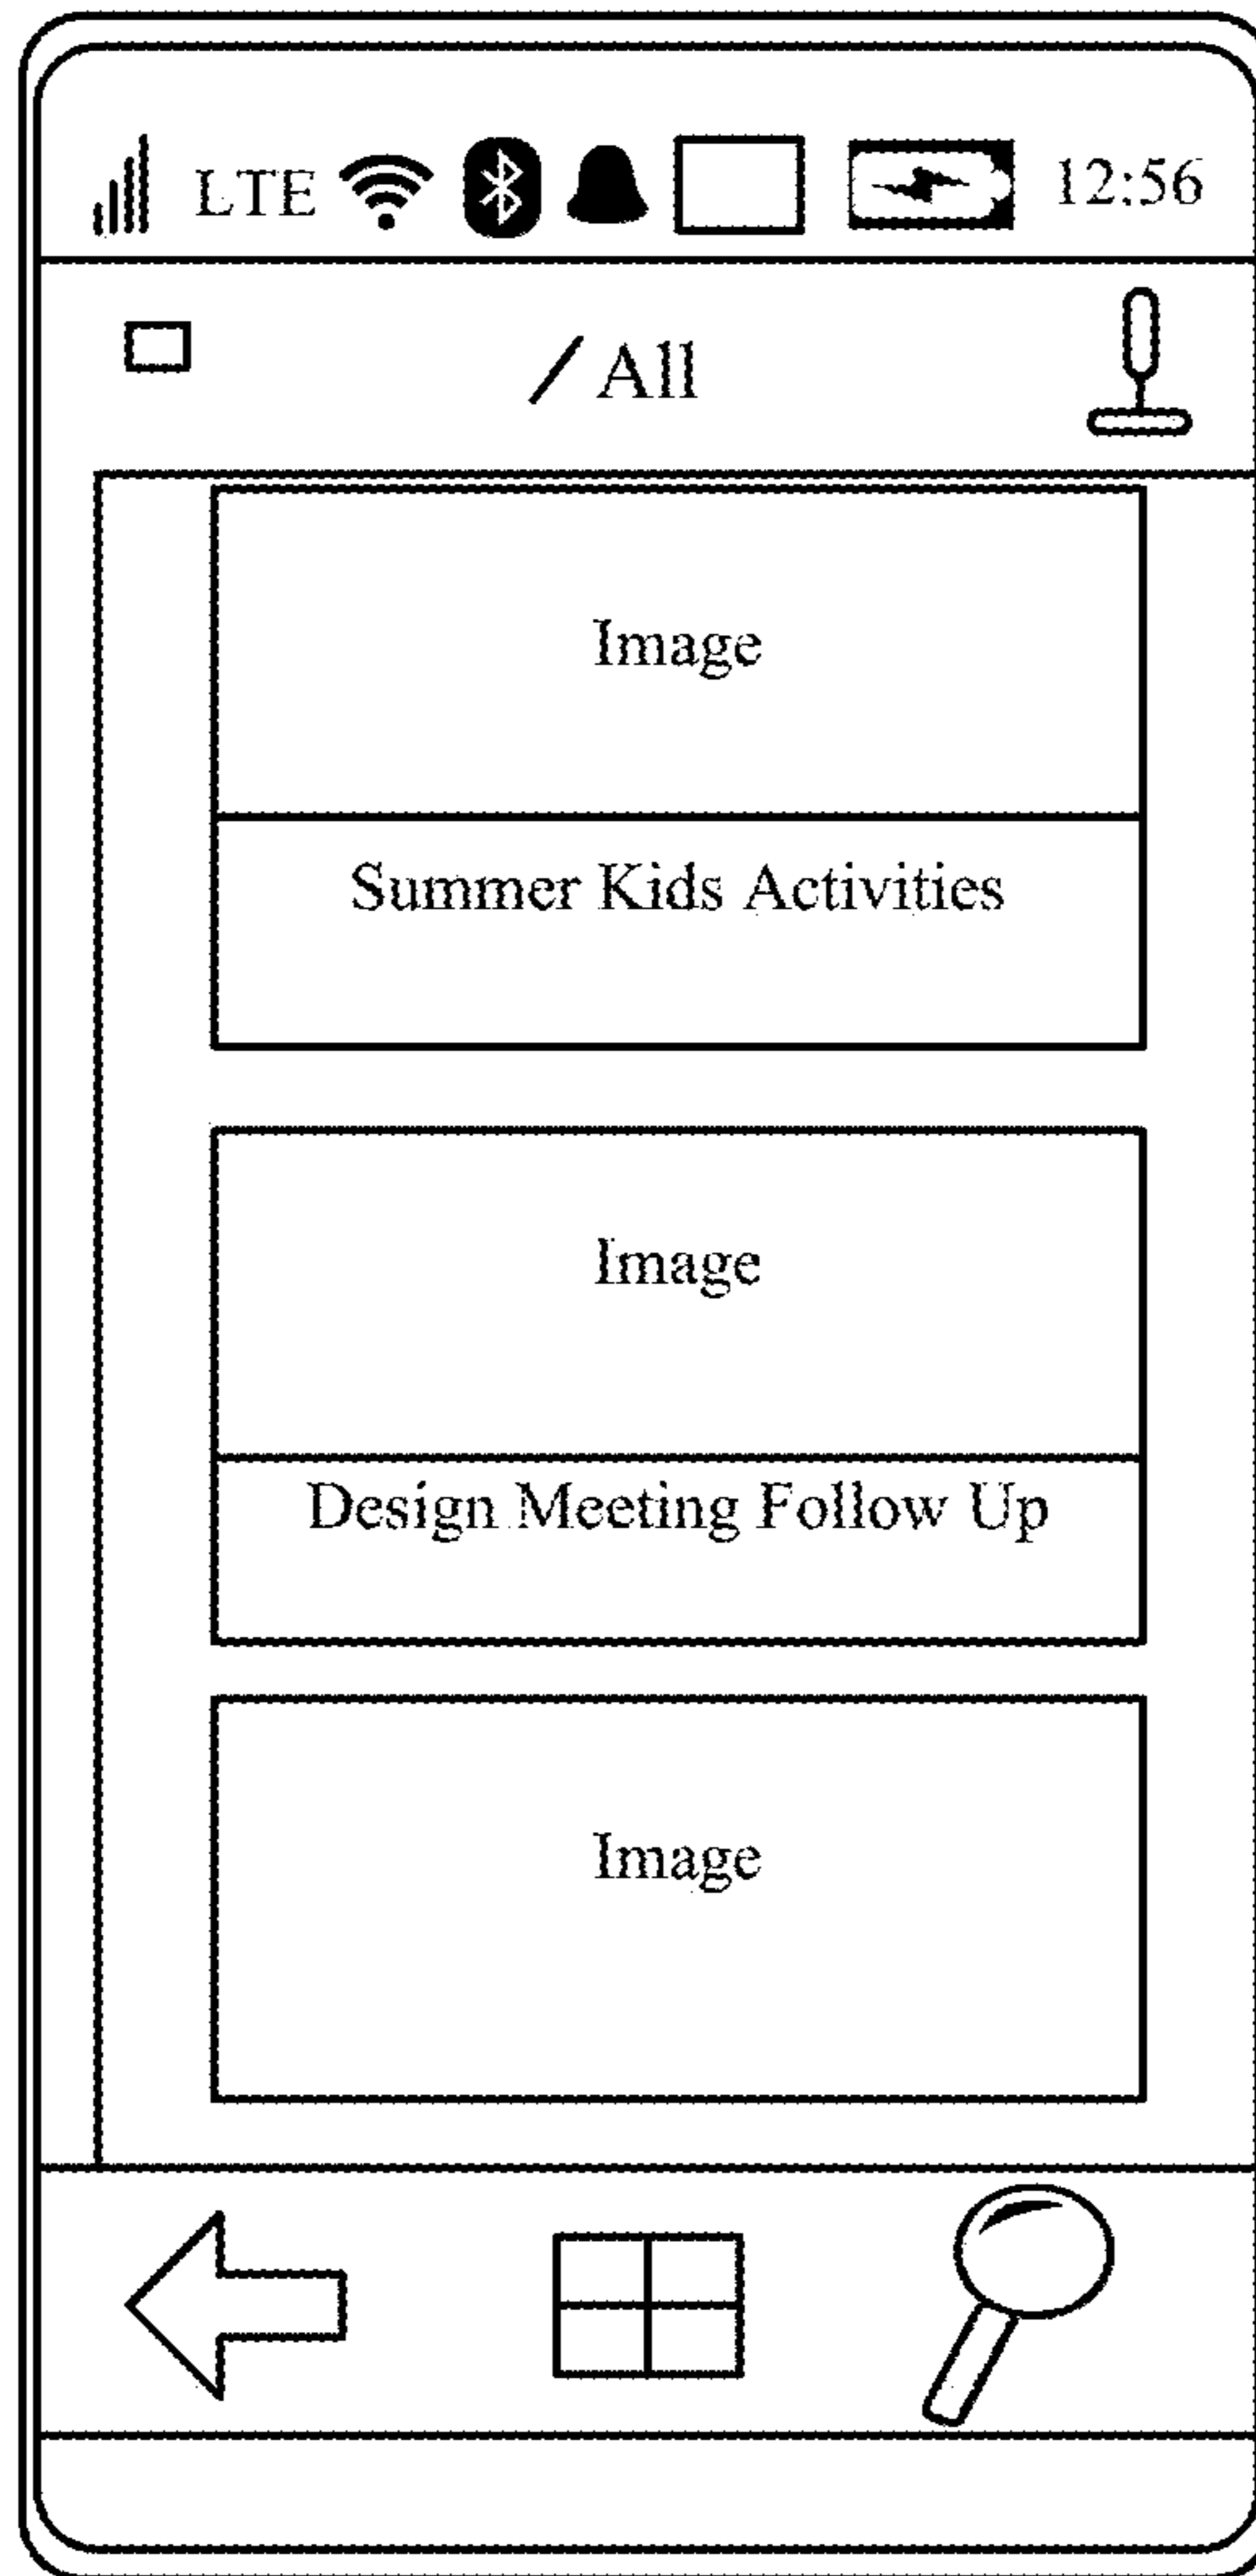 LTE 12:56
/ All
Image
Summer Kids Activities
Image
Design Meeting Follow Up
Image